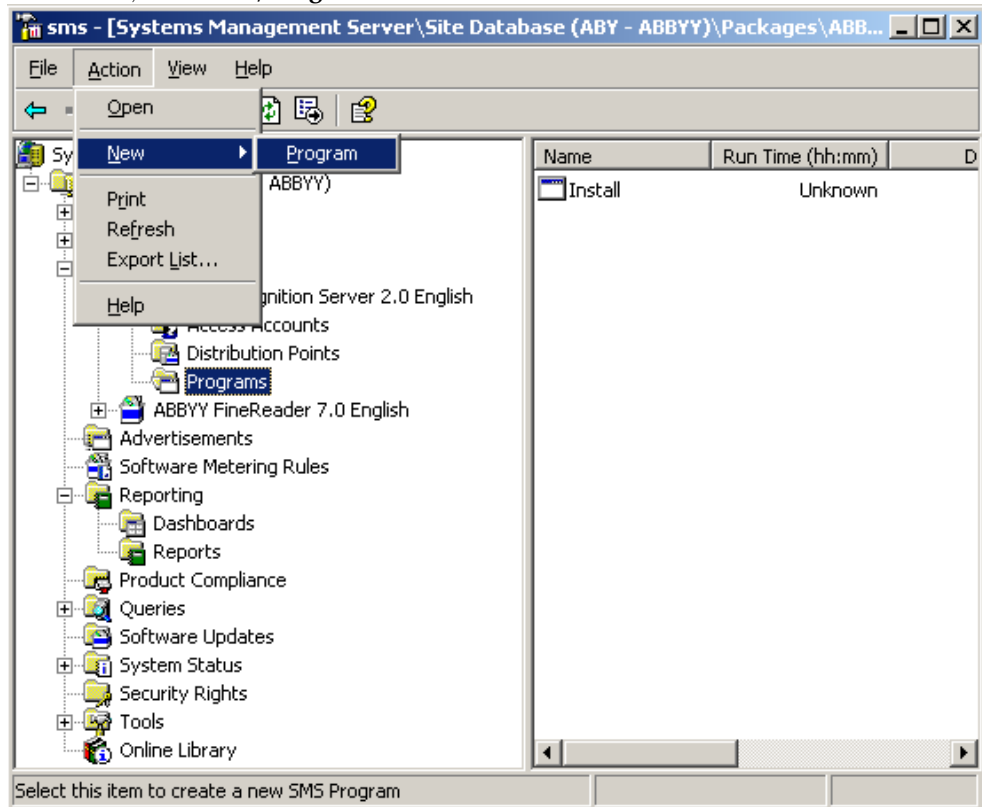 sms - [Systems Management Server\Site Database (ABY - ABBYY)\Packages\ABB...
File Action View Help
Open
New
Program
Print
Refresh
Export List...
Help
Sy
ABBYY)
gnition Server 2.0 English
Access Accounts
Distribution Points
Programs
ABBYY FineReader 7.0 English
Advertisements
Software Metering Rules
Reporting
Dashboards
Reports
Product Compliance
Queries
Software Updates
System Status
Security Rights
Tools
Online Library
Name Run Time (hh:mm) D
Install Unknown
Select this item to create a new SMS Program